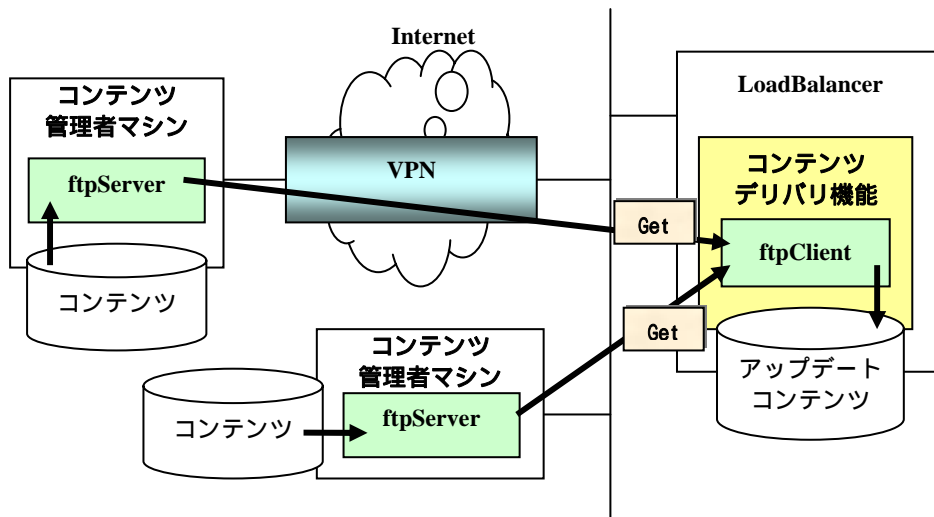 Internet
コンテンツ
管理者マシン
ftpServer
コンテンツ
VPN
LoadBalancer
コンテンツ
デリバリ機能
Get
ftpClient
Get
アップデート
コンテンツ
コンテンツ
管理者マシン
ftpServer
コンテンツ